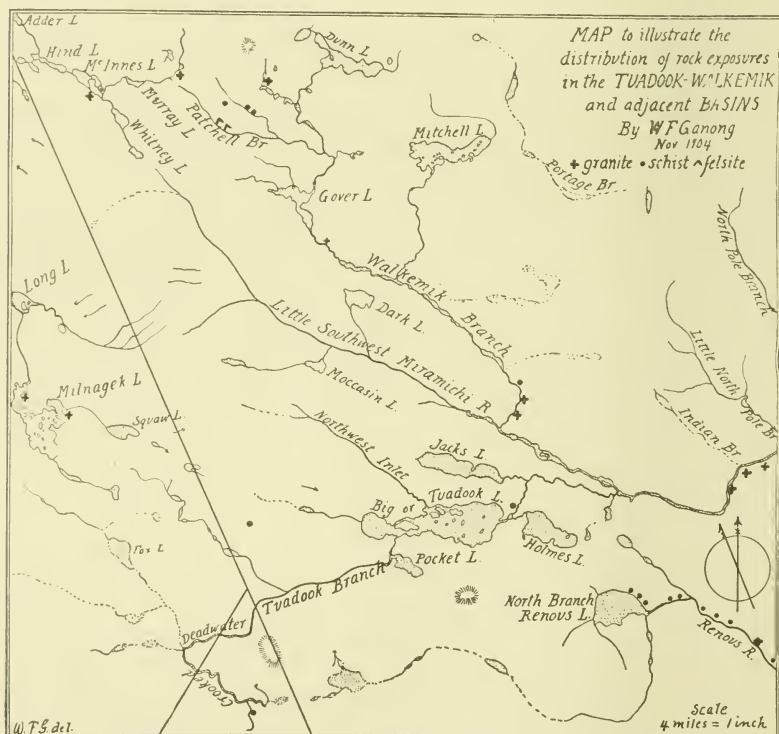 MAP to illustrate the
distribution of rock exposures
in the TUADOOK-WALKEMIK
and adjacent BASINS
By W F Ganong
Nov 1904
+ granite • schist ^ felsite
Adder L
Hind L
McInnes L
Murray L
Patchell Br
Whitney L
Dunn L
Mitchell L
Portage Br.
Gover L
North Pole Branch
Walkemik Branch
Long L
Dark L.
Little Southwest Miramichi R
Little North Pole Br
Milnagek L
Moccasin L.
Squaw L.
Indian Br
Northwest Inlet
Jacks L.
Big or Tuadook L.
Fox L
Holmes L.
Pocket L.
Tuadook Branch
North Branch
Renous L.
Renous R.
Deadwater
Crooked
Scale
4 miles = 1 inch
W.F.G. del.